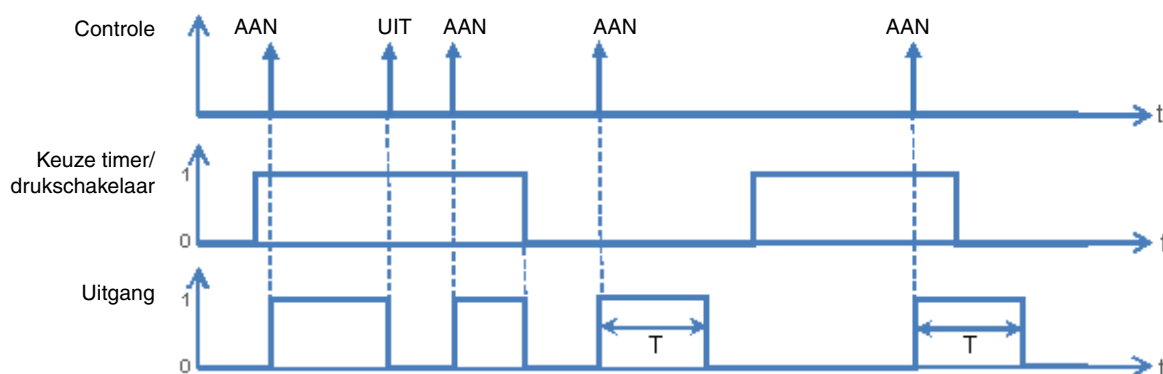 Controle
AAN UIT AAN AAN AAN
t
Keuze timer/
drukschakelaar
1
0
t
Uitgang
1
T T
0
t